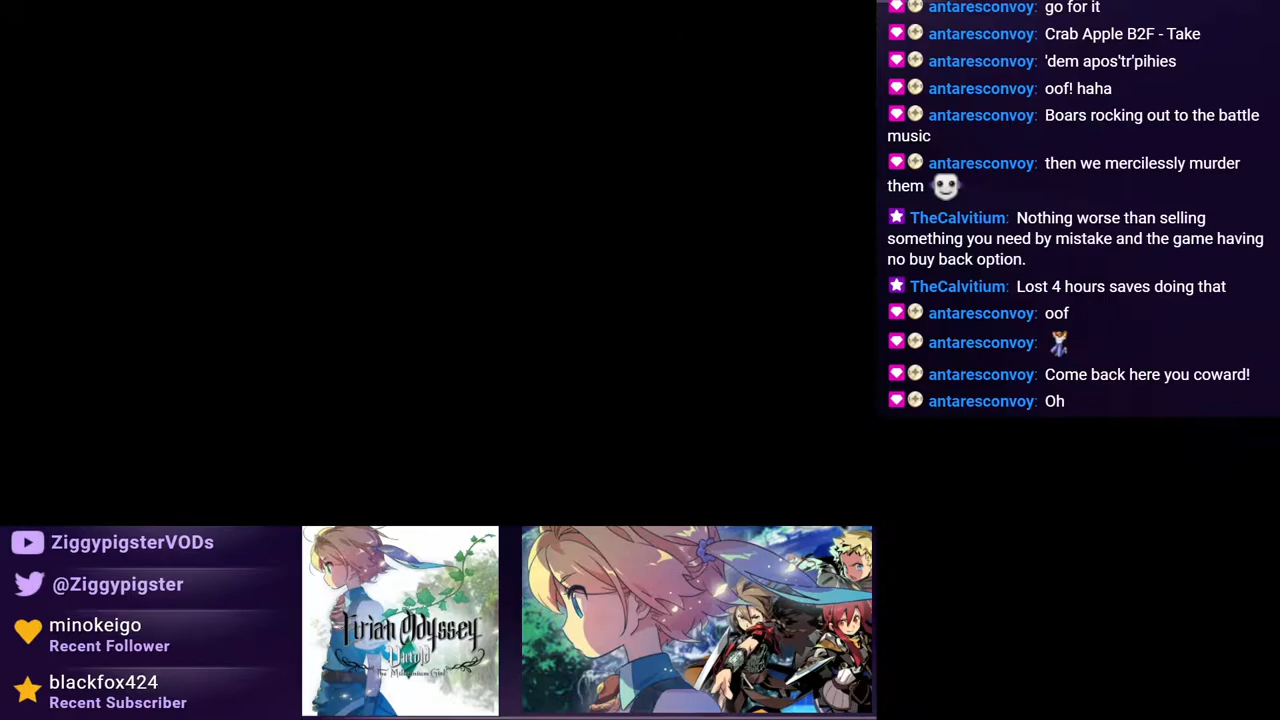 antaresconvoy: go for it
antaresconvoy: Crab Apple B2F - Take
antaresconvoy: 'dem apos'tr'pihies
antaresconvoy: oof! haha
antaresconvoy: Boars rocking out to the battle
music
antaresconvoy: then we mercilessly murder
them
TheCalvitium: Nothing worse than selling
something you need by mistake and the game having
no buy back option.
TheCalvitium: Lost 4 hours saves doing that
antaresconvoy: oof
antaresconvoy:
antaresconvoy: Come back here you coward!
antaresconvoy: Oh
ZiggypigsterVODs
@Ziggypigster
minokeigo
Recent Follower
blackfox424
Recent Subscriber
Odyssey
Untold
The Millennium Girl